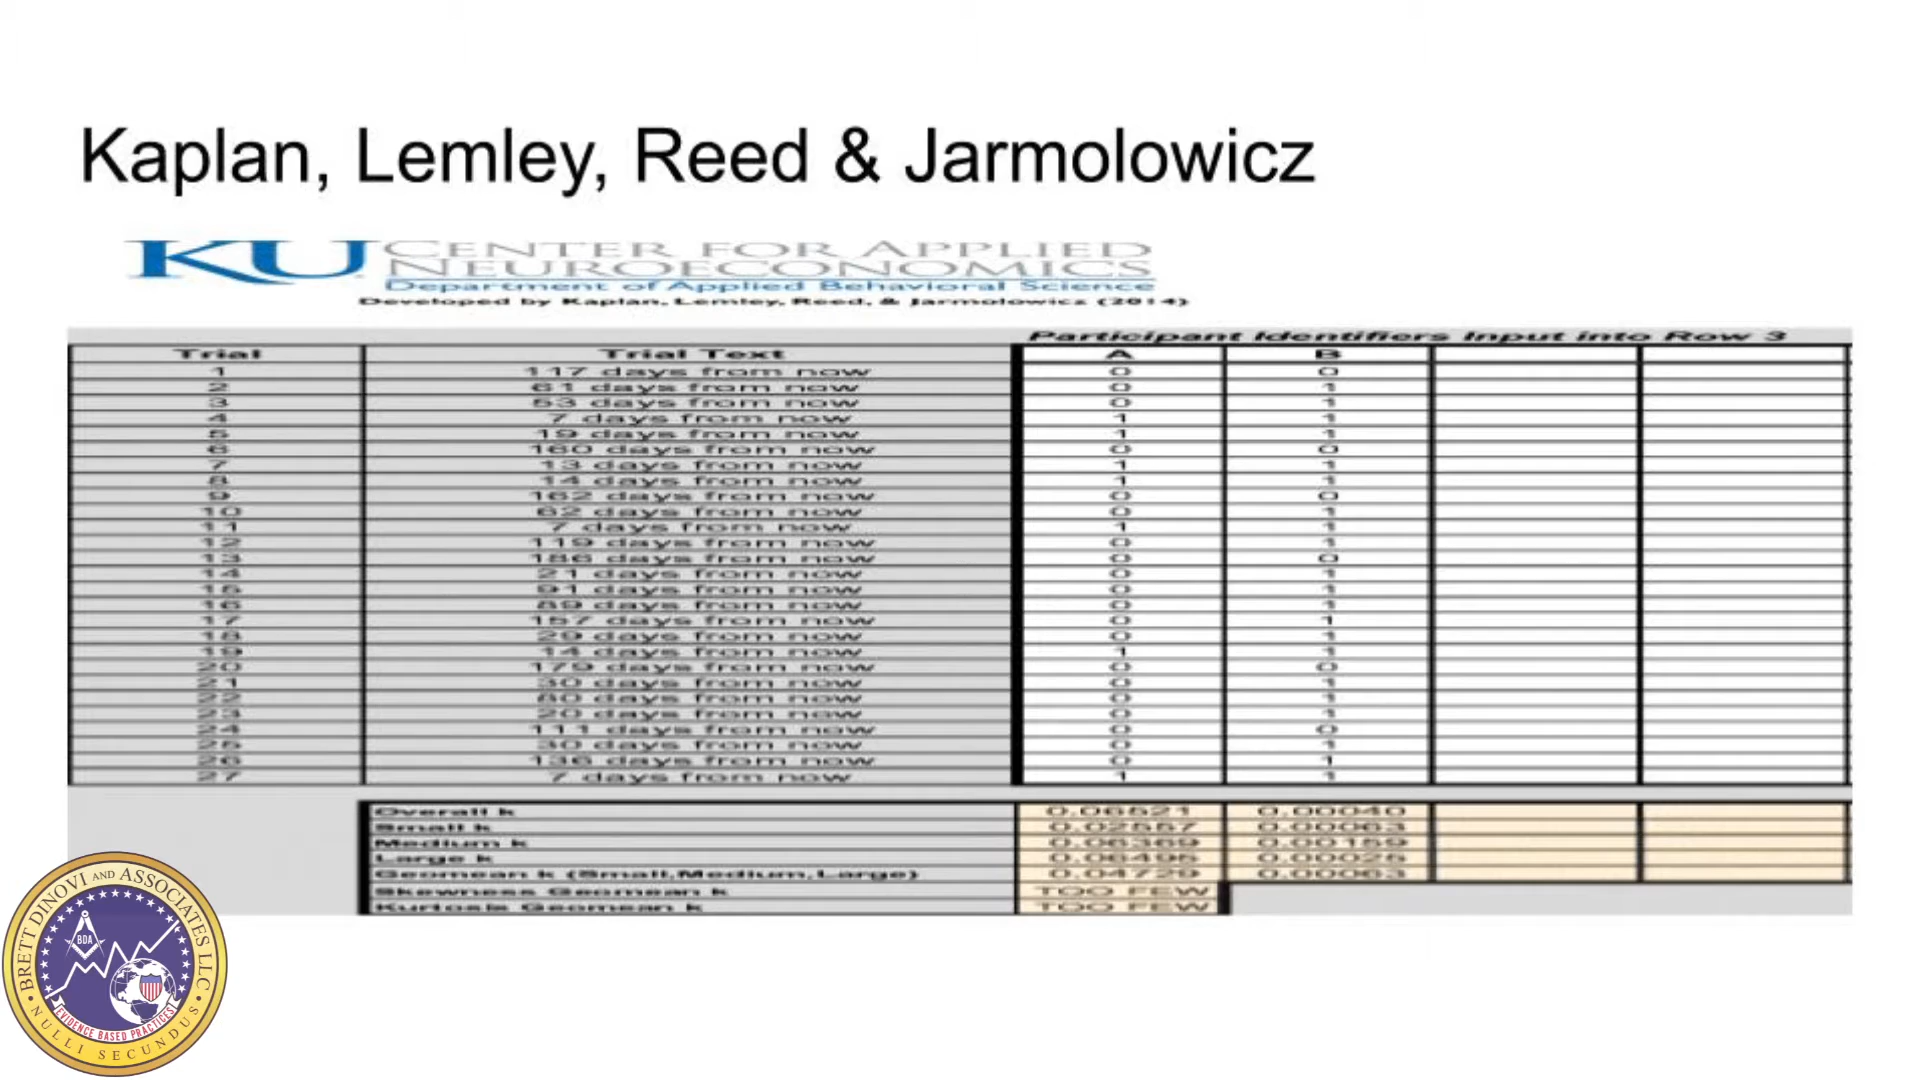 Kaplan, Lemley, Reed & Jarmolowicz
KU CENTER FOR APPLIED
NEUROECONOMICS
Department of Applied Behavioral Science
Developed by Kaplan, Lemley, Reed, & Jarmolowicz (2014)
Participant Identifiers Input into Row 3
Trial Trial Text A B
1 117 days from now 0 0
2 61 days from now 0 1
3 53 days from now 0 1
4 7 days from now 1 1
5 19 days from now 1 1
6 160 days from now 0 0
7 13 days from now 1 1
8 14 days from now 1 1
9 162 days from now 0 0
10 62 days from now 0 1
11 7 days from now 1 1
12 119 days from now 0 1
13 186 days from now 0 0
14 21 days from now 0 1
15 91 days from now 0 1
16 89 days from now 0 1
17 157 days from now 0 1
18 29 days from now 0 1
19 14 days from now 1 1
20 179 days from now 0 0
21 30 days from now 0 1
22 80 days from now 0 1
23 20 days from now 0 1
24 111 days from now 0 0
25 30 days from now 0 1
26 136 days from now 0 1
27 7 days from now 1 1
Overall k 0.06521 0.00040
Small k 0.02557 0.00063
Medium k 0.06369 0.00159
Large k 0.06495 0.00025
Geomean k (Small,Medium,Large) 0.04729 0.00063
Skewness Geomean k TOO FEW
Kurtosis Geomean k TOO FEW
BRETT DINOVI AND ASSOCIATES LLC
BDA
EVIDENCE BASED PRACTICES
NULLI SECUNDUS